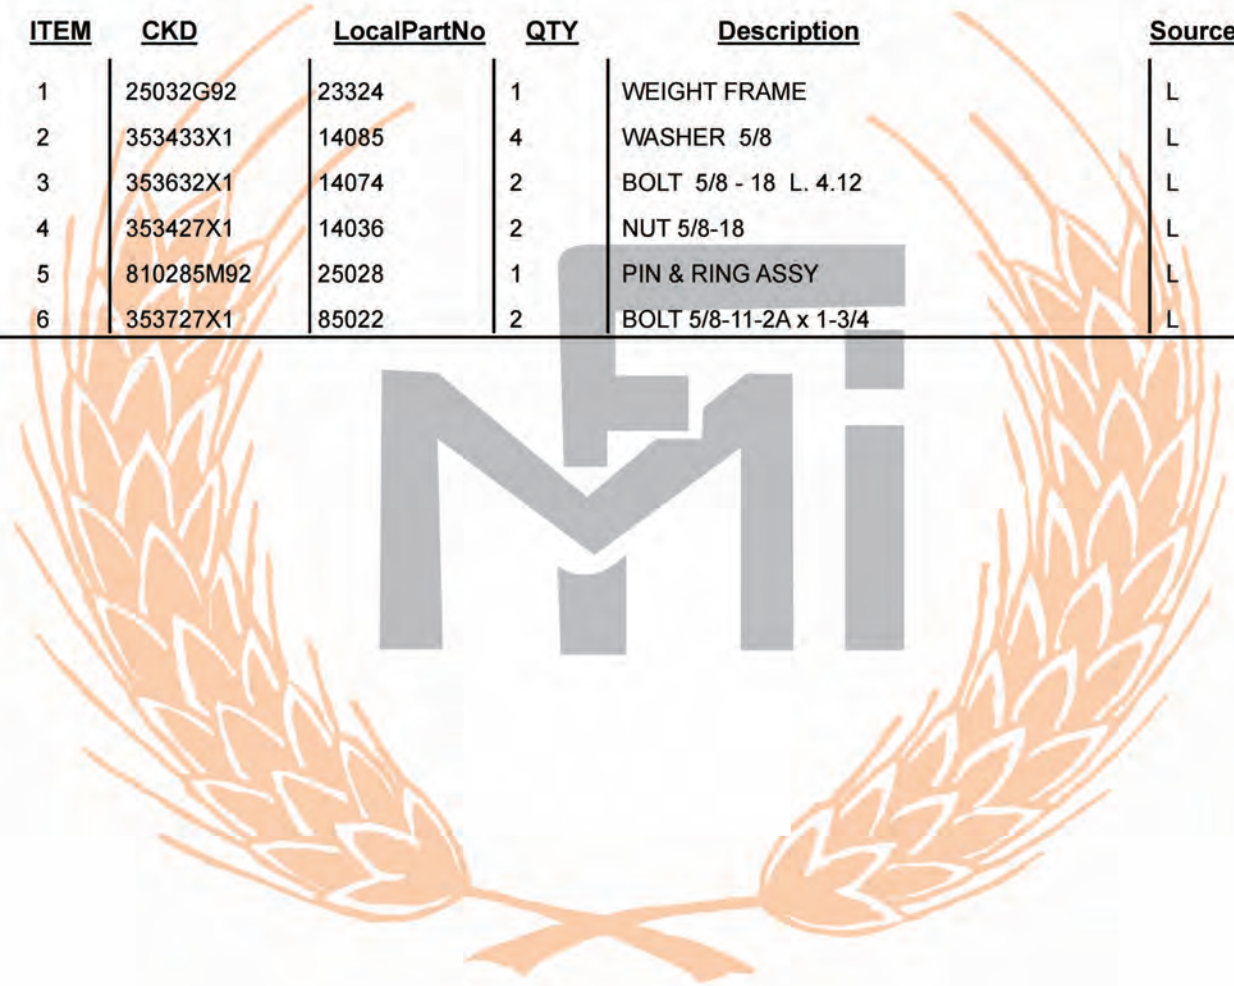 ITEM CKD LocalPartNo QTY Description Source
1 25032G92 23324 1 WEIGHT FRAME L
2 353433X1 14085 4 WASHER 5/8 L
3 353632X1 14074 2 BOLT 5/8 - 18 L. 4.12 L
4 353427X1 14036 2 NUT 5/8-18 L
5 810285M92 25028 1 PIN & RING ASSY L
6 353727X1 85022 2 BOLT 5/8-11-2A x 1-3/4 L